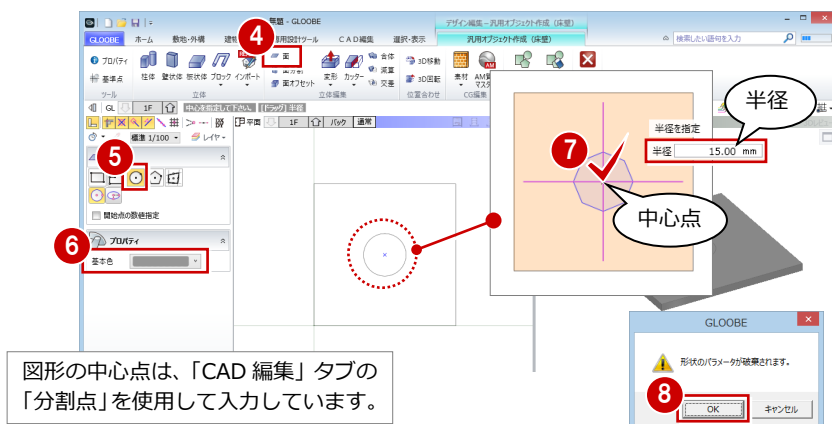 無題 - GLOOBE
デザイン編集 - 汎用オブジェクト作成 (床壁)
GLOOBE ホーム 敷地・外構 専用設計ツール CAD編集 選択・表示 汎用オブジェクト作成 (床壁)
検索したい語句を入力
4
プロパティ
基準点
ツール
柱体 壁状体 板状体 ブロック インポート
立体
面
面オフセット
変形 カッター
合体
減算
交差
立体編集
3D移動
3D回転
位置合わせ
素材
CG編集
GL 1F 中心を指定して下さい [ドラッグ] 半径
標準 1/100 レイヤ
平面 1F バック 通常
5
開始点の数値指定
6
プロパティ
基本色
7
半径を指定
半径 15.00 mm
半径
中心点
GLOOBE
形状のパラメータが破棄されます。
8
OK キャンセル
図形の中心点は、「CAD 編集」タブの
「分割点」を使用して入力しています。